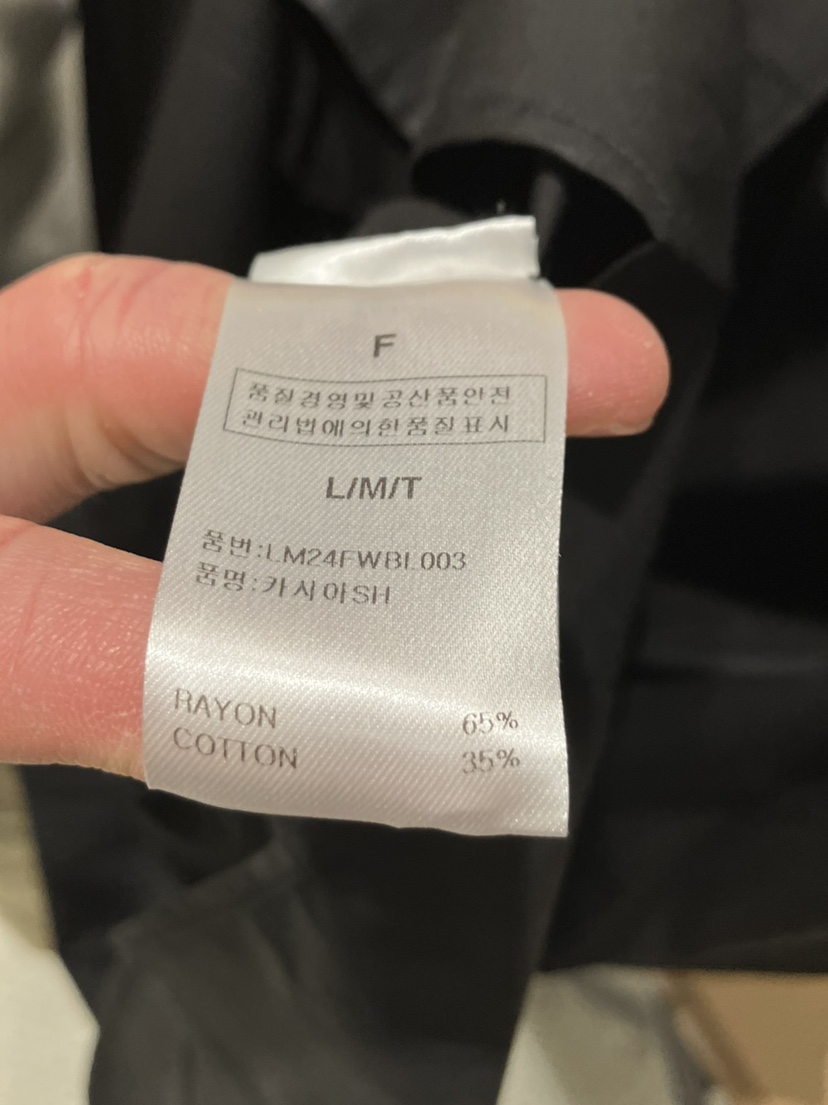 F
품질경영및공산품안전
관리법에의한품질표시
L/M/T
품번:LM24FWBL003
품명:카시아SH
RAYON 65%
COTTON 35%